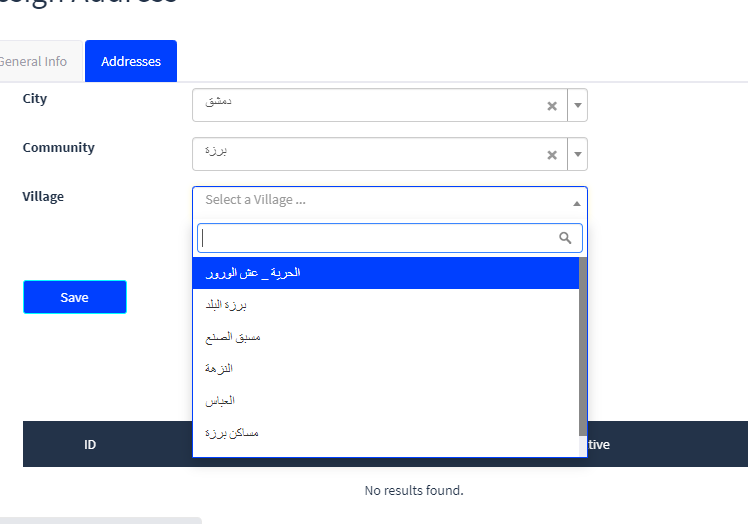 General Info
Addresses
City
دمشق
Community
برزة
Village
Select a Village ...
الحرية _ عش الورور
برزة البلد
مسبق الصنع
النزهة
العباس
مساكن برزة
Save
ID
No results found.